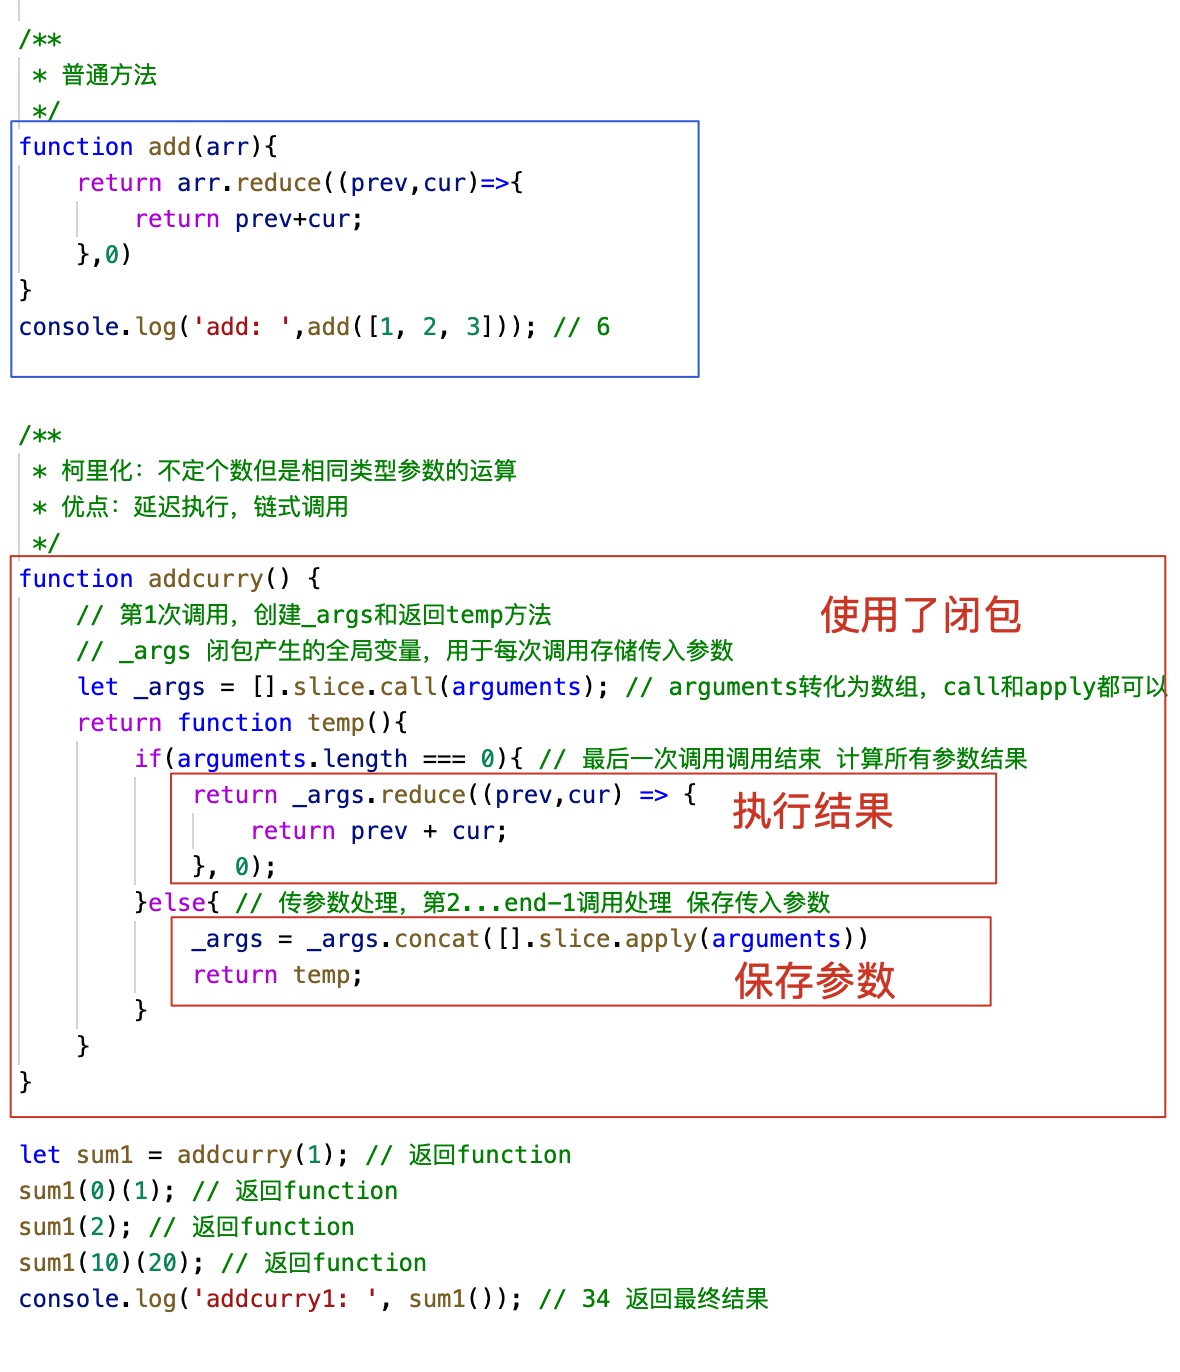 /**
* 普通方法
*/
function add(arr){
    return arr.reduce((prev,cur)=>{
        return prev+cur;
    },0)
}
console.log('add: ',add([1, 2, 3])); // 6
/**
* 柯里化：不定个数但是相同类型参数的运算
* 优点：延迟执行，链式调用
*/
function addcurry() {
    // 第1次调用，创建_args和返回temp方法
使用了闭包
    // _args 闭包产生的全局变量，用于每次调用存储传入参数
    let _args = [].slice.call(arguments); // arguments转化为数组，call和apply都可以
    return function temp(){
        if(arguments.length === 0){ // 最后一次调用调用结束 计算所有参数结果
            return _args.reduce((prev,cur) => {
执行结果
                return prev + cur;
            }, 0);
        }else{ // 传参数处理，第2...end-1调用处理 保存传入参数
            _args = _args.concat([].slice.apply(arguments))
            return temp;
保存参数
        }
    }
}
let sum1 = addcurry(1); // 返回function
sum1(0)(1); // 返回function
sum1(2); // 返回function
sum1(10)(20); // 返回function
console.log('addcurry1: ', sum1()); // 34 返回最终结果